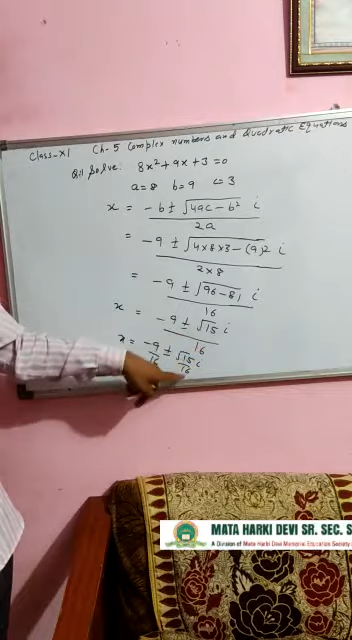 Class-XI Ch-5 Complex numbers and Quadratic Equations
Q:1) Solve: 8x² + 9x + 3 = 0
a=8 b=9 c=3
x = -b ± √4ac - b² i / 2a
= -9 ± √4×8×3 - (9)2 i / 2×8
= -9 ± √96-81 i / 16
x = -9 ± √15 i / 16
x = -9/16 ± √15/16 i
MATA HARKI DEVI SR. SEC. S
A Division of Mata Harki Devi Memorial Education Society